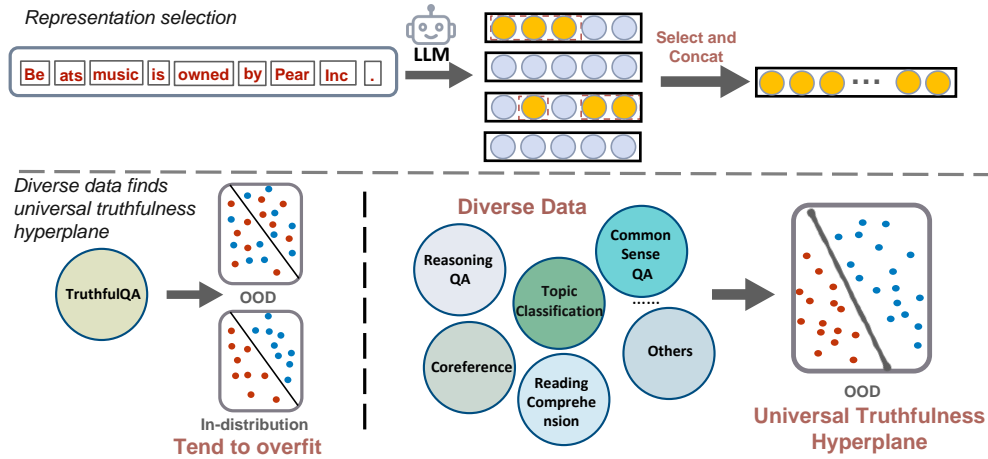 Representation selection
Be ats music is owned by Pear Inc .
LLM
Select and
Concat
...
Diverse data finds
universal truthfulness
hyperplane
TruthfulQA
OOD
In-distribution
Tend to overfit
Diverse Data
Reasoning
QA
Common
Sense
QA
......
Topic
Classification
Coreference
Reading
Comprehe
nsion
Others
OOD
Universal Truthfulness
Hyperplane